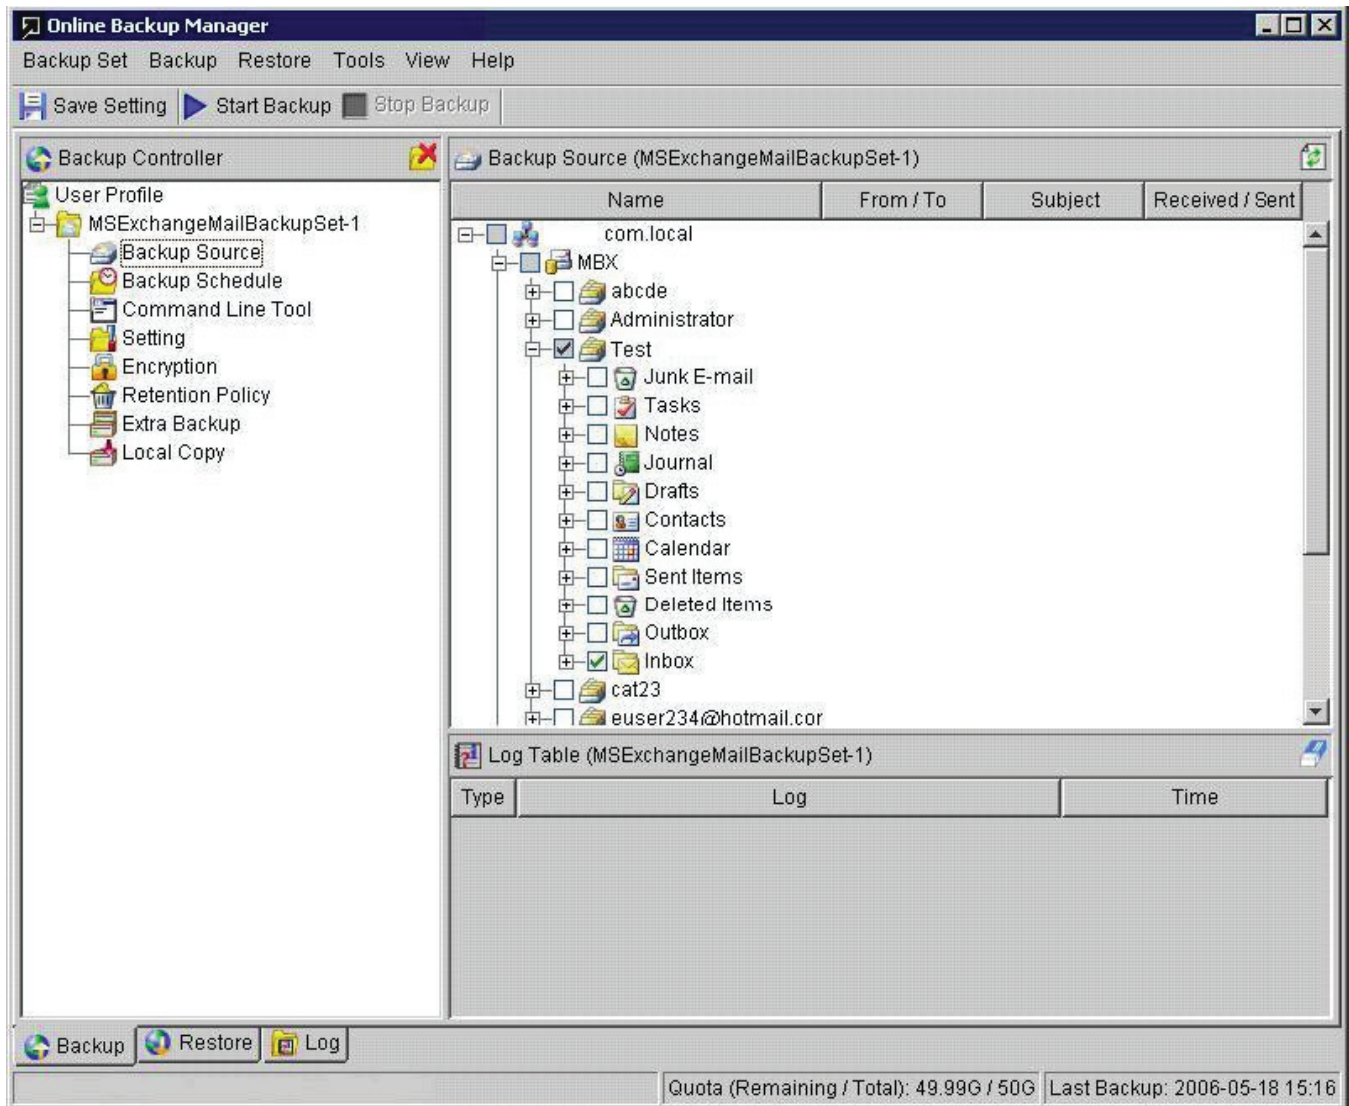 Online Backup Manager
Backup Set Backup Restore Tools View Help
Save Setting Start Backup Stop Backup
Backup Controller
User Profile
MSExchangeMailBackupSet-1
Backup Source
Backup Schedule
Command Line Tool
Setting
Encryption
Retention Policy
Extra Backup
Local Copy
Backup Source (MSExchangeMailBackupSet-1)
Name From / To Subject Received / Sent
com.local
MBX
abcde
Administrator
Test
Junk E-mail
Tasks
Notes
Journal
Drafts
Contacts
Calendar
Sent Items
Deleted Items
Outbox
Inbox
cat23
euser234@hotmail.cor
Log Table (MSExchangeMailBackupSet-1)
Type Log Time
Backup Restore Log
Quota (Remaining / Total): 49.99G / 50G Last Backup: 2006-05-18 15:16